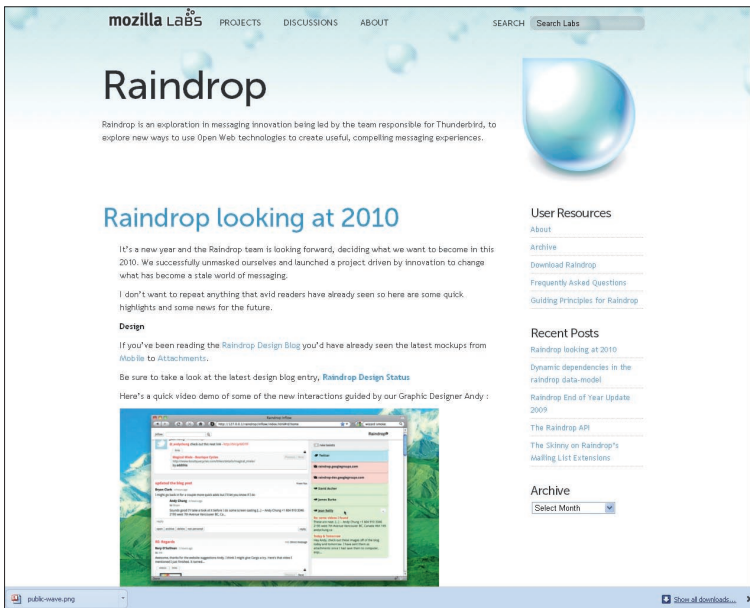 mozilla LABS PROJECTS DISCUSSIONS ABOUT SEARCH Search Labs
Raindrop
Raindrop is an exploration in messaging innovation being led by the team responsible for Thunderbird, to
explore new ways to use Open Web technologies to create useful, compelling messaging experiences.
Raindrop looking at 2010
It's a new year and the Raindrop team is looking forward, deciding what we want to become in this
2010. We successfully unmasked ourselves and launched a project driven by innovation to change
what has become a stale world of messaging.
I don't want to repeat anything that avid readers have already seen so here are some quick
highlights and some news for the future.
Design
If you've been reading the Raindrop Design Blog you'd have already seen the latest mockups from
Mobile to Attachments.
Be sure to take a look at the latest design blog entry, Raindrop Design Status
Here's a quick video demo of some of the new interactions guided by our Graphic Designer Andy :
Raindrop
Twitter
updated the blog post
User Resources
About
Archive
Download Raindrop
Frequently Asked Questions
Guiding Principles for Raindrop
Recent Posts
Raindrop looking at 2010
Dynamic dependencies in the
raindrop data-model
Raindrop End of Year Update
2009
The Raindrop API
The Skinny on Raindrop's
Mailing List Extensions
Archive
Select Month
public-wave.png
Show all downloads...